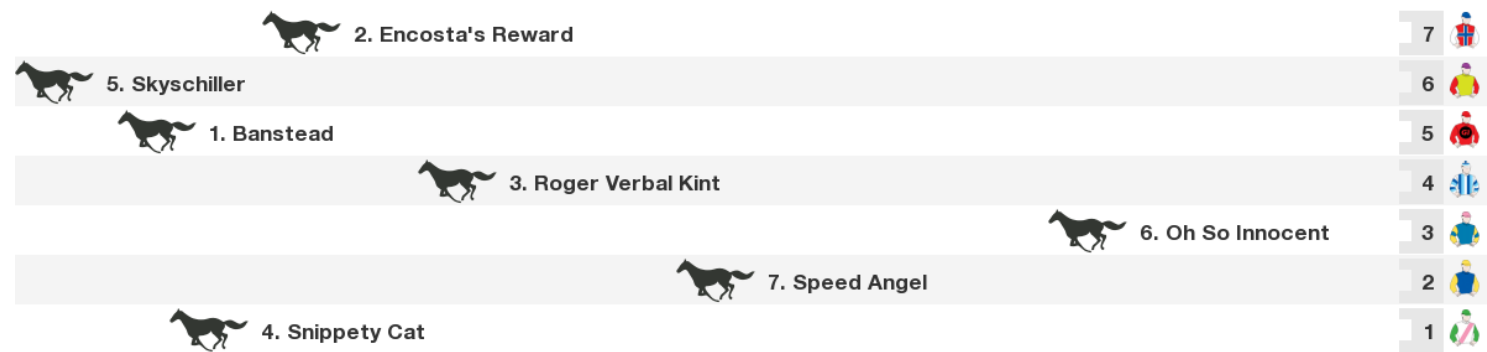 2. Encosta's Reward 7
5. Skyschiller 6
1. Banstead 5
3. Roger Verbal Kint 4
6. Oh So Innocent 3
7. Speed Angel 2
4. Snippety Cat 1